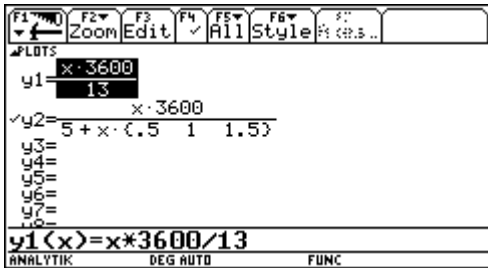 F1 F2 F3 F4 F5 F6
Zoom Edit ✓ All Style
PLOTS
y1=x·3600/13
✓y2=x·3600/5+x·{.5 1 1.5}
y3=
y4=
y5=
y6=
y7=
y1(x)=x*3600/13
ANALYTIK DEG AUTO FUNC